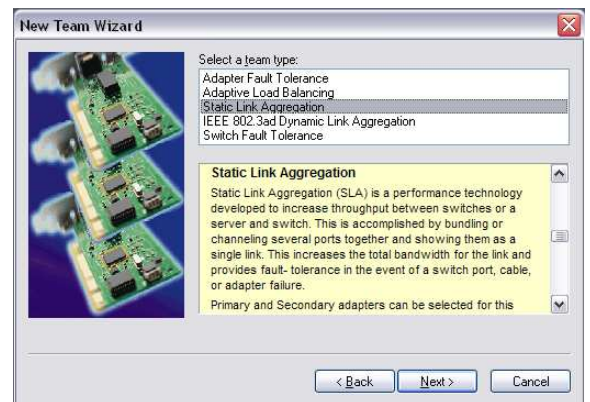 New Team Wizard
Select a team type:
Adapter Fault Tolerance
Adaptive Load Balancing
Static Link Aggregation
IEEE 802.3ad Dynamic Link Aggregation
Switch Fault Tolerance
Static Link Aggregation
Static Link Aggregation (SLA) is a performance technology
developed to increase throughput between switches or a
server and switch. This is accomplished by bundling or
channeling several ports together and showing them as a
single link. This increases the total bandwidth for the link and
provides fault- tolerance in the event of a switch port, cable,
or adapter failure.
Primary and Secondary adapters can be selected for this
< Back
Next >
Cancel